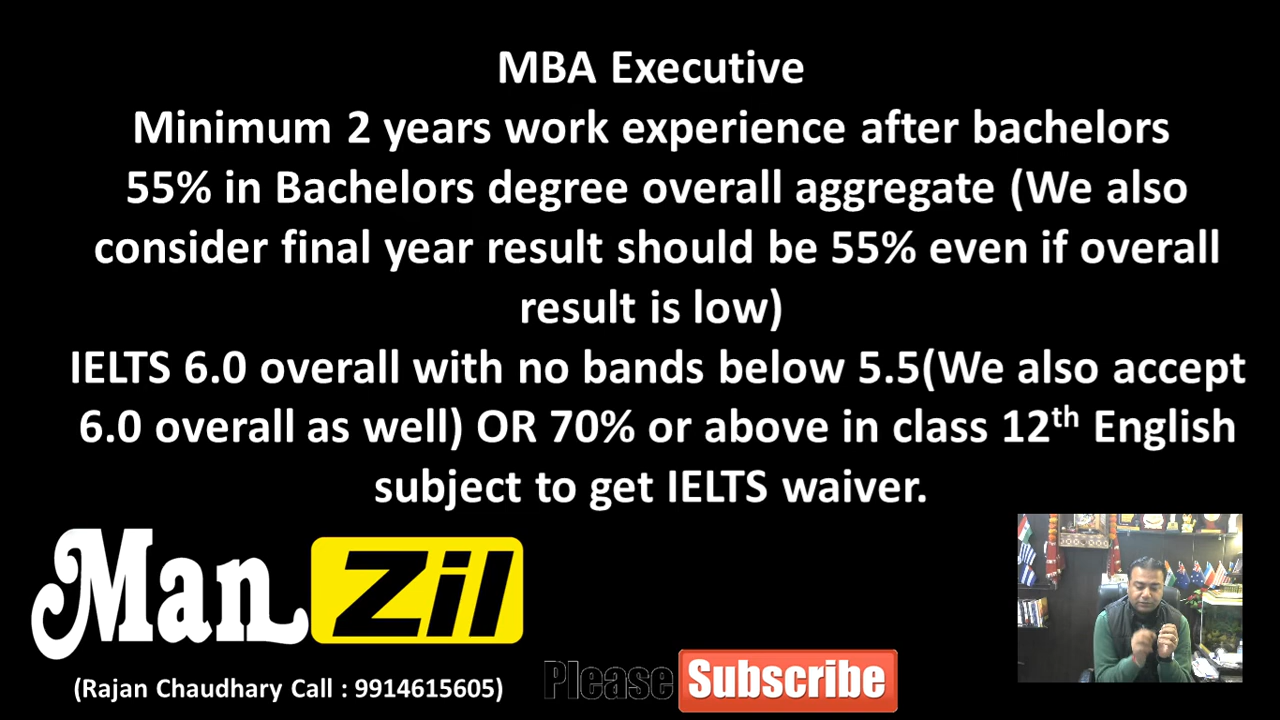 MBA Executive
Minimum 2 years work experience after bachelors
55% in Bachelors degree overall aggregate (We also
consider final year result should be 55% even if overall
result is low)
IELTS 6.0 overall with no bands below 5.5(We also accept
6.0 overall as well) OR 70% or above in class 12th English
subject to get IELTS waiver.
Man Zil
(Rajan Chaudhary Call : 9914615605)
Please Subscribe